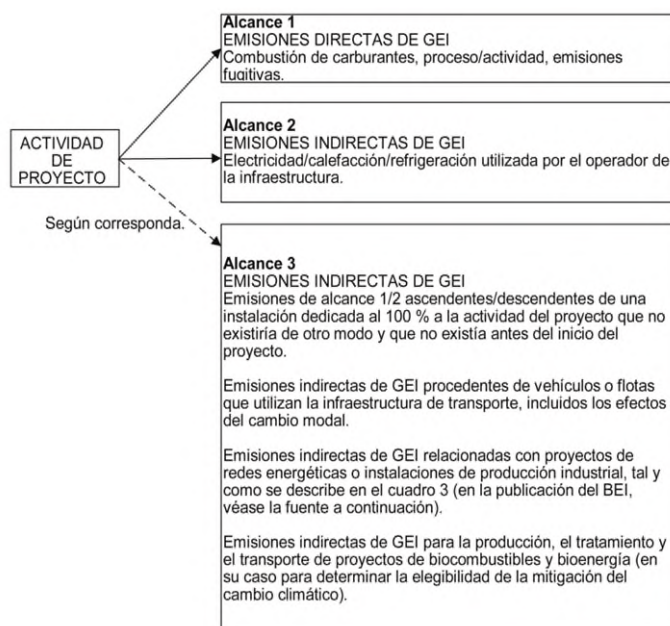 Alcance 1
EMISIONES DIRECTAS DE GEI
Combustión de carburantes, proceso/actividad, emisiones
fugitivas.
Alcance 2
EMISIONES INDIRECTAS DE GEI
Electricidad/calefacción/refrigeración utilizada por el operador de
la infraestructura.
ACTIVIDAD
DE
PROYECTO
Según corresponda.
Alcance 3
EMISIONES INDIRECTAS DE GEI
Emisiones de alcance 1/2 ascendentes/descendentes de una
instalación dedicada al 100 % a la actividad del proyecto que no
existiría de otro modo y que no existía antes del inicio del
proyecto.
Emisiones indirectas de GEI procedentes de vehículos o flotas
que utilizan la infraestructura de transporte, incluidos los efectos
del cambio modal.
Emisiones indirectas de GEI relacionadas con proyectos de
redes energéticas o instalaciones de producción industrial, tal y
como se describe en el cuadro 3 (en la publicación del BEI,
véase la fuente a continuación).
Emisiones indirectas de GEI para la producción, el tratamiento y
el transporte de proyectos de biocombustibles y bioenergía (en
su caso para determinar la elegibilidad de la mitigación del
cambio climático).